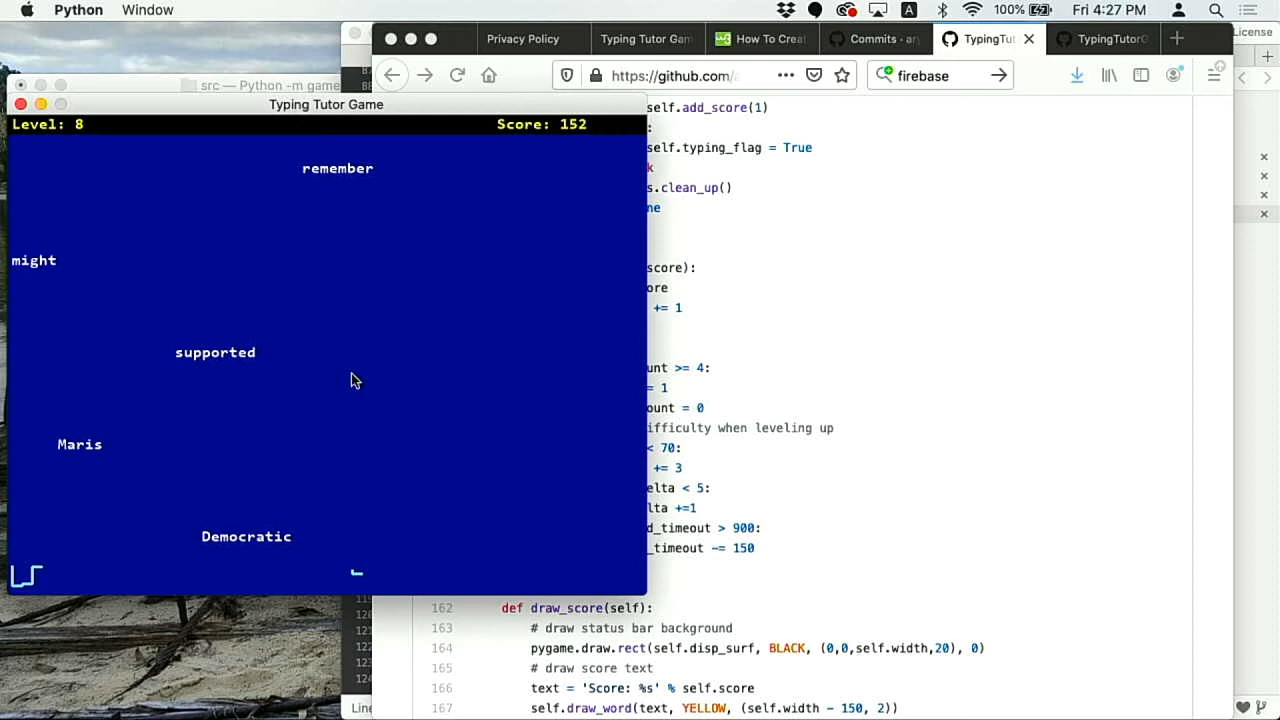 Python Window
A
100%
Fri 4:27 PM
Privacy Policy
Typing Tutor Gam
How To Creat
Commits · ary
TypingTut
TypingTutorG
License
src — Python -m game
https://github.com/
firebase
Typing Tutor Game
Level: 8
Score: 152
remember
might
supported
Maris
Democratic
self.add_score(1)
:
self.typing_flag = True
k
s.clean_up()
ne
score):
ore
+= 1
unt >= 4:
= 1
ount = 0
ifficulty when leveling up
< 70:
+= 3
elta < 5:
lta +=1
d_timeout > 900:
_timeout -= 150
162 def draw_score(self):
163 # draw status bar background
164 pygame.draw.rect(self.disp_surf, BLACK, (0,0,self.width,20), 0)
165 # draw score text
166 text = 'Score: %s' % self.score
167 self.draw_word(text, YELLOW, (self.width - 150, 2))
Line